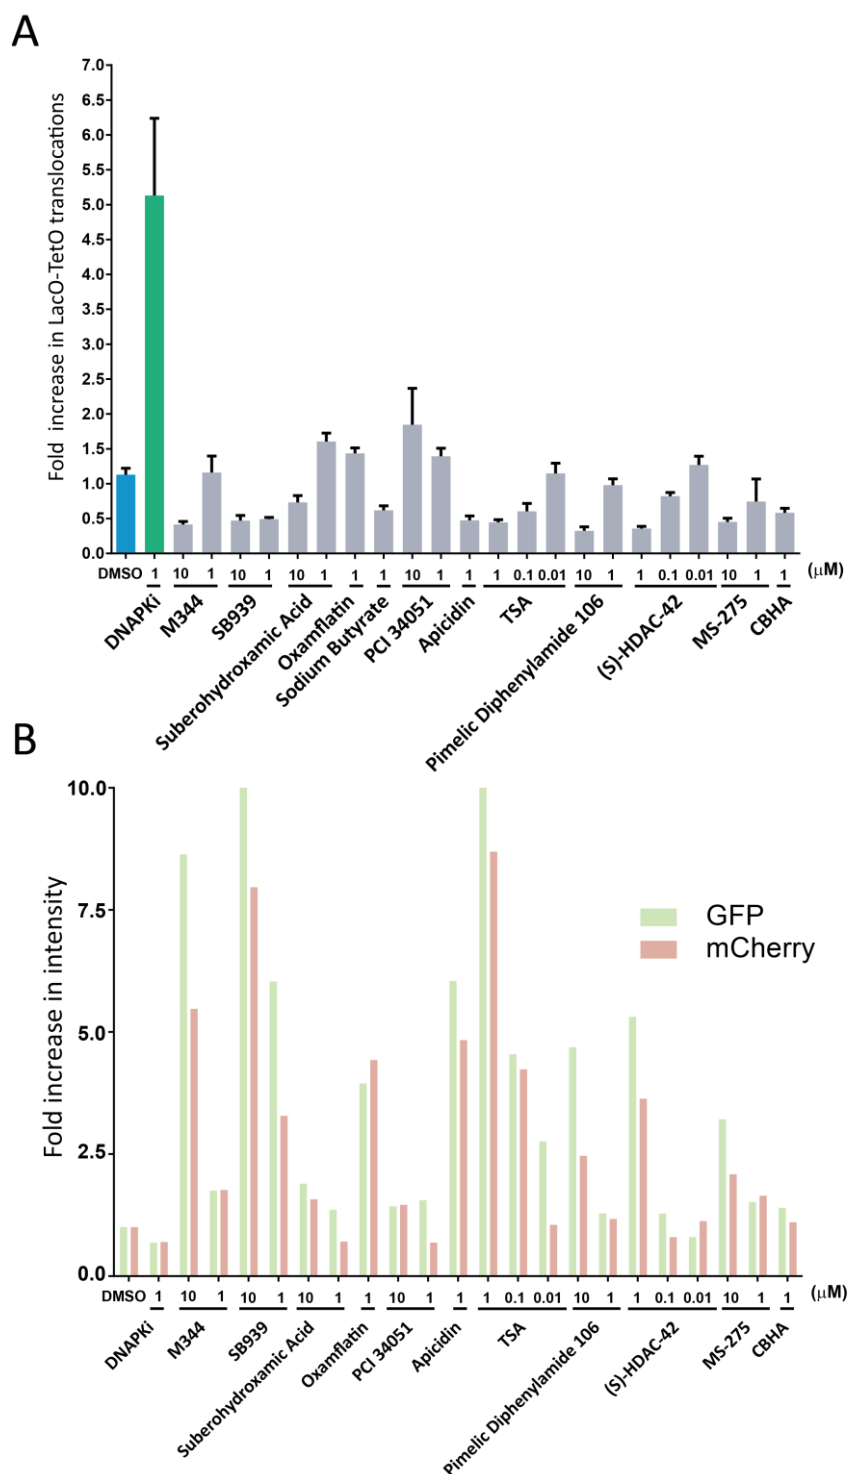 A
Fold increase in LacO-TetO translocations
7.0
6.5
6.0
5.5
5.0
4.5
4.0
3.5
3.0
2.5
2.0
1.5
1.0
0.5
0.0
DMSO 1 10 1 10 1 10 1 1 1 10 1 1 1 0.1 0.01 10 1 1 0.1 0.01 10 1 1 (µM)
DNAPKi
M344
SB939
Suberohydroxamic Acid
Oxamflatin
Sodium Butyrate
PCI 34051
Apicidin
TSA
Pimelic Diphenylamide 106
(S)-HDAC-42
MS-275
CBHA
B
Fold increase in intensity
10.0
7.5
5.0
2.5
0.0
GFP
mCherry
DMSO 1 10 1 10 1 10 1 1 10 1 1 1 0.1 0.01 10 1 1 0.1 0.01 10 1 1 (µM)
DNAPKi
M344
SB939
Suberohydroxamic Acid
Oxamflatin
PCI 34051
Apicidin
TSA
Pimelic Diphenylamide 106
(S)-HDAC-42
MS-275
CBHA